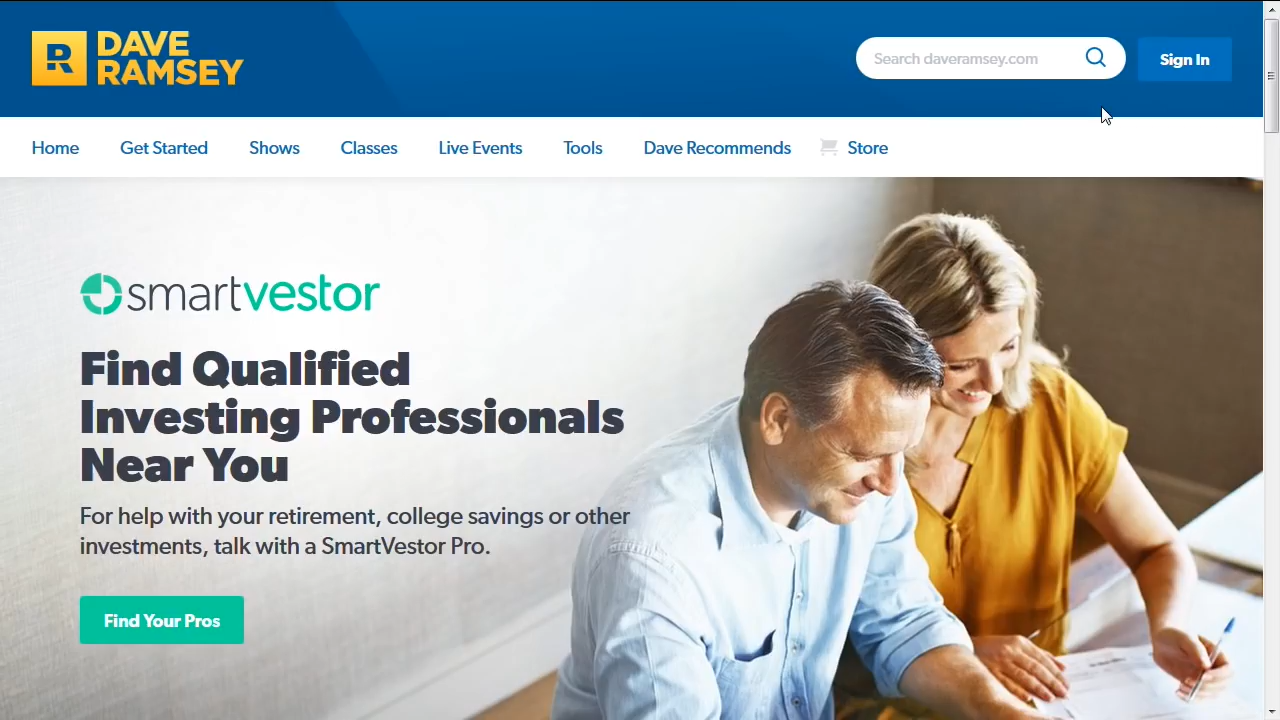 DAVE
RAMSEY
Search daveramsey.com
Sign In
Home Get Started Shows Classes Live Events Tools Dave Recommends Store
smartvestor
Find Qualified
Investing Professionals
Near You
For help with your retirement, college savings or other
investments, talk with a SmartVestor Pro.
Find Your Pros